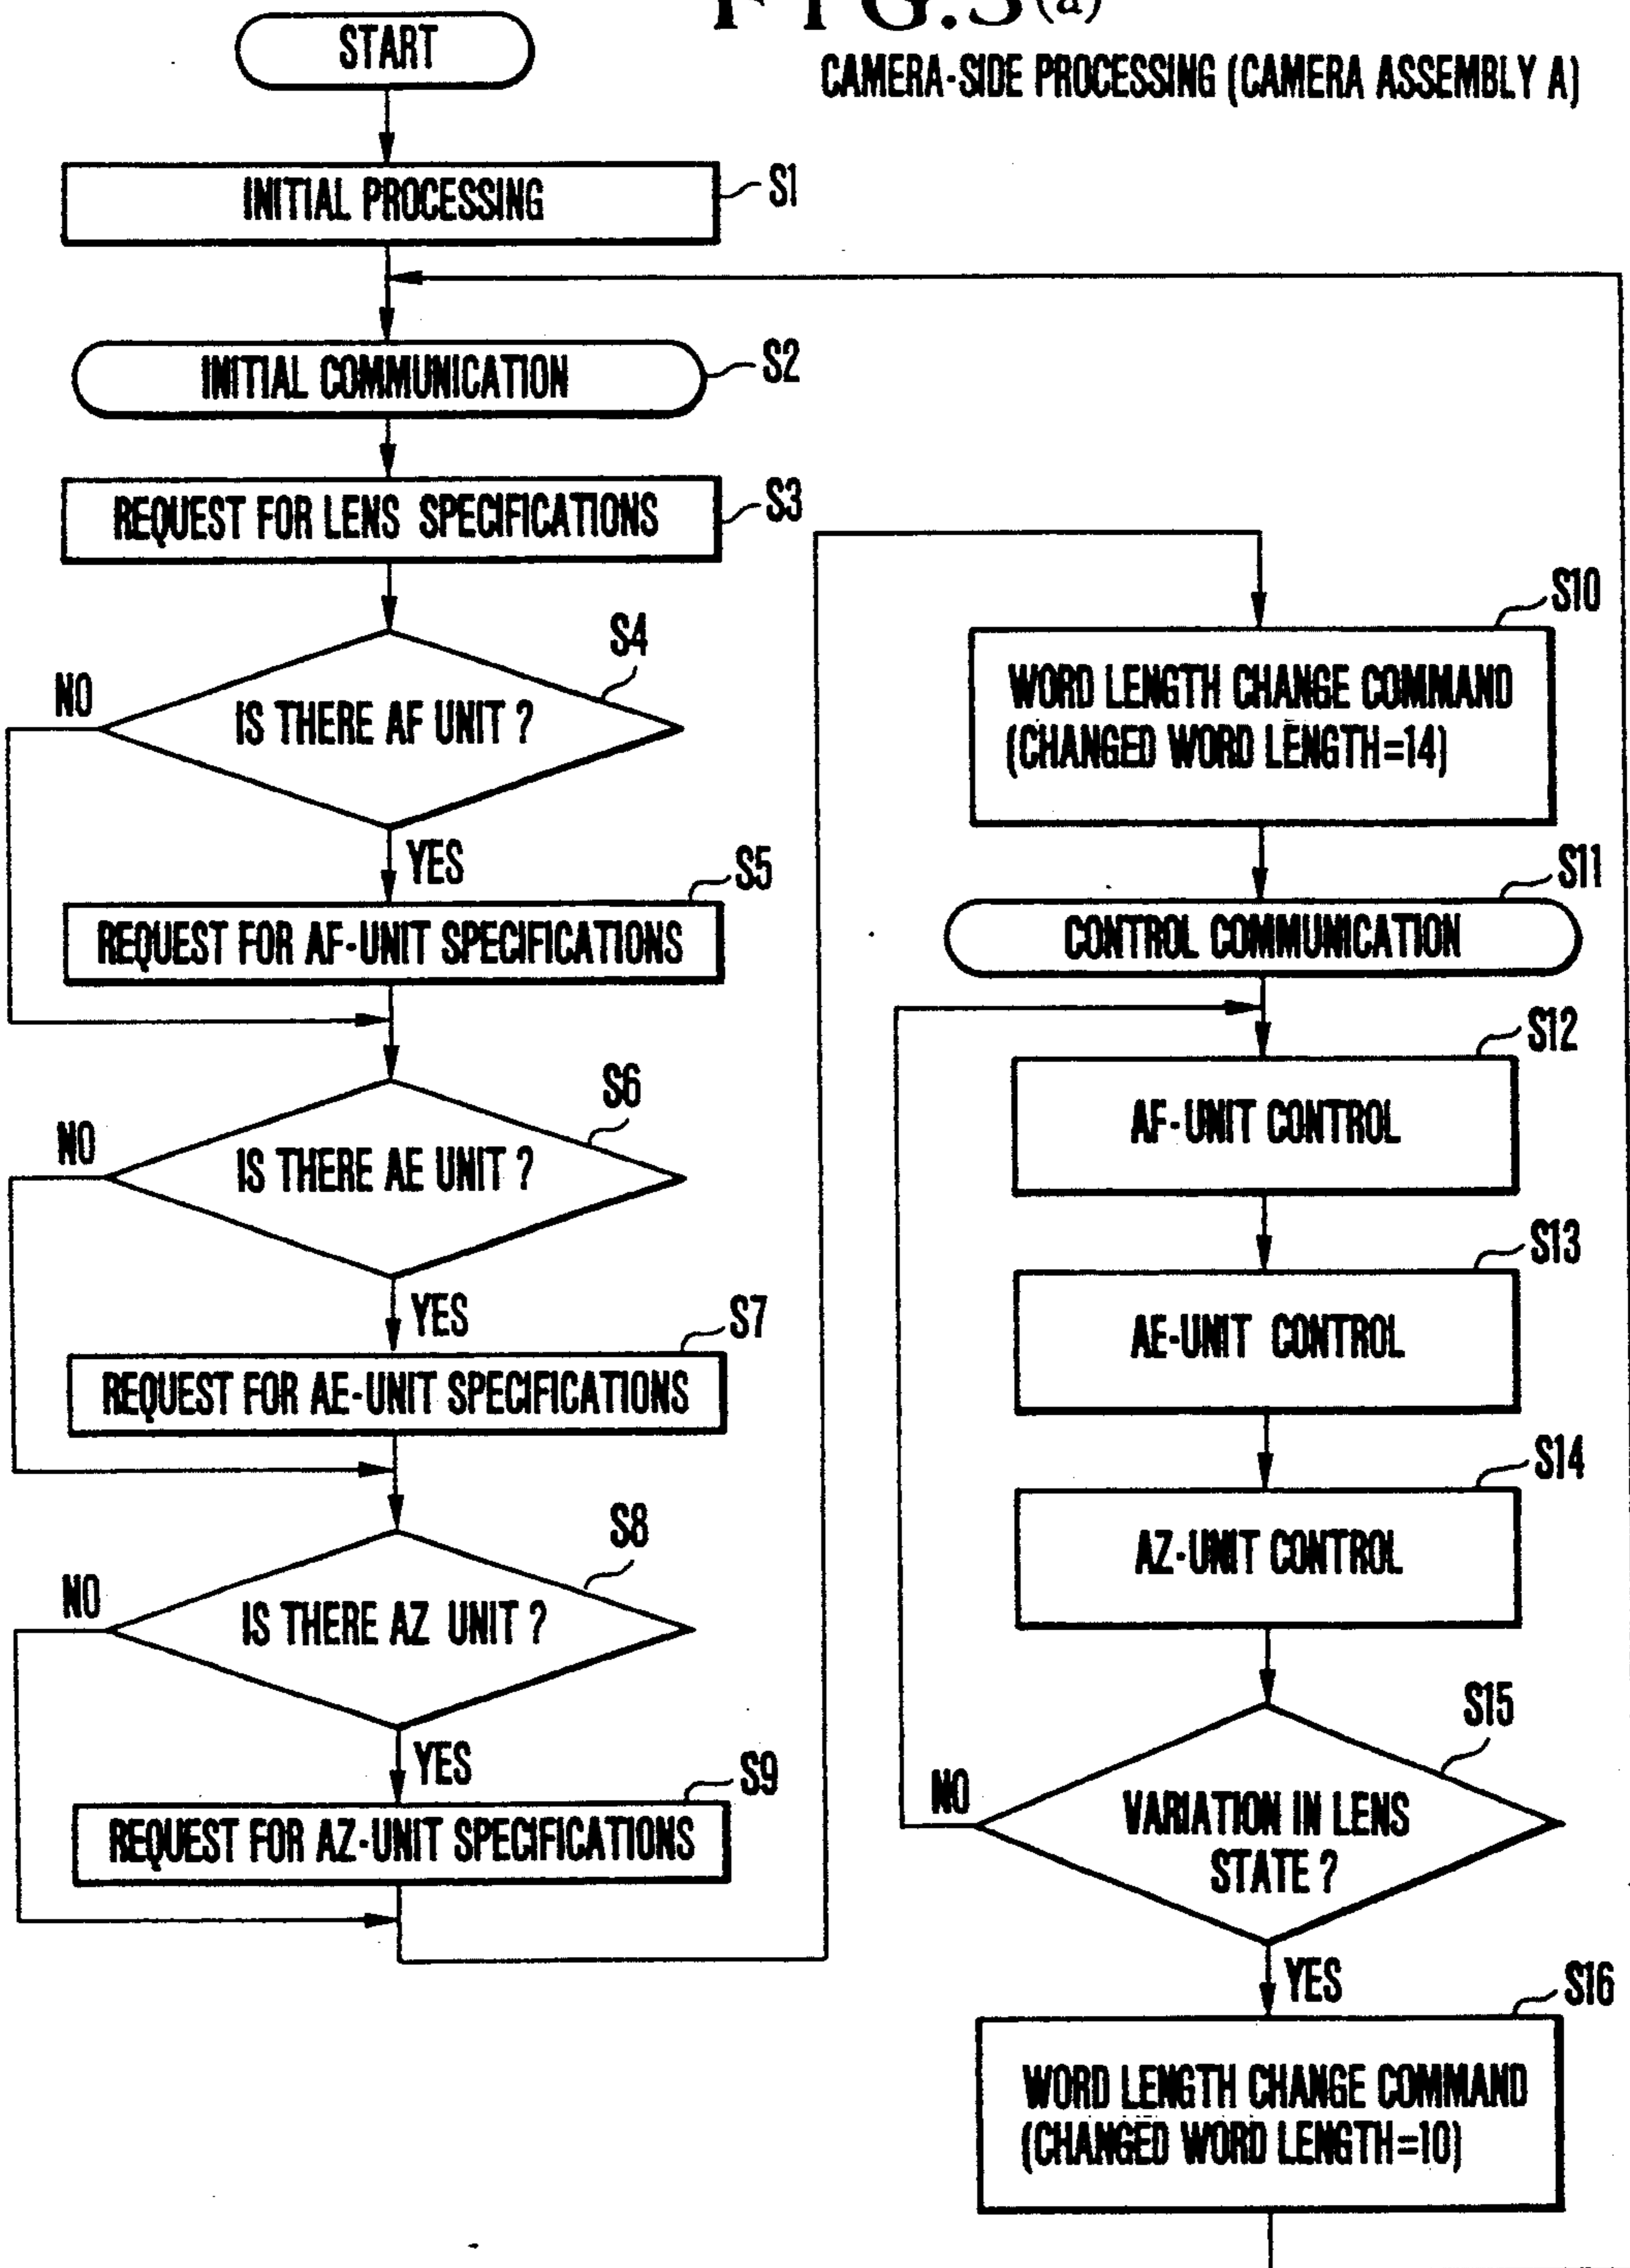 FIG.3(a)
CAMERA-SIDE PROCESSING (CAMERA ASSEMBLY A)
START
INITIAL PROCESSING
S1
INITIAL COMMUNICATION
S2
REQUEST FOR LENS SPECIFICATIONS
S3
S4
NO
IS THERE AF UNIT ?
YES
S5
REQUEST FOR AF-UNIT SPECIFICATIONS
S6
NO
IS THERE AE UNIT ?
YES
S7
REQUEST FOR AE-UNIT SPECIFICATIONS
S8
NO
IS THERE AZ UNIT ?
YES
S9
REQUEST FOR AZ-UNIT SPECIFICATIONS
S10
WORD LENGTH CHANGE COMMAND
(CHANGED WORD LENGTH=14)
S11
CONTROL COMMUNICATION
S12
AF-UNIT CONTROL
S13
AE-UNIT CONTROL
S14
AZ-UNIT CONTROL
S15
NO
VARIATION IN LENS
STATE ?
YES
S16
WORD LENGTH CHANGE COMMAND
(CHANGED WORD LENGTH=10)